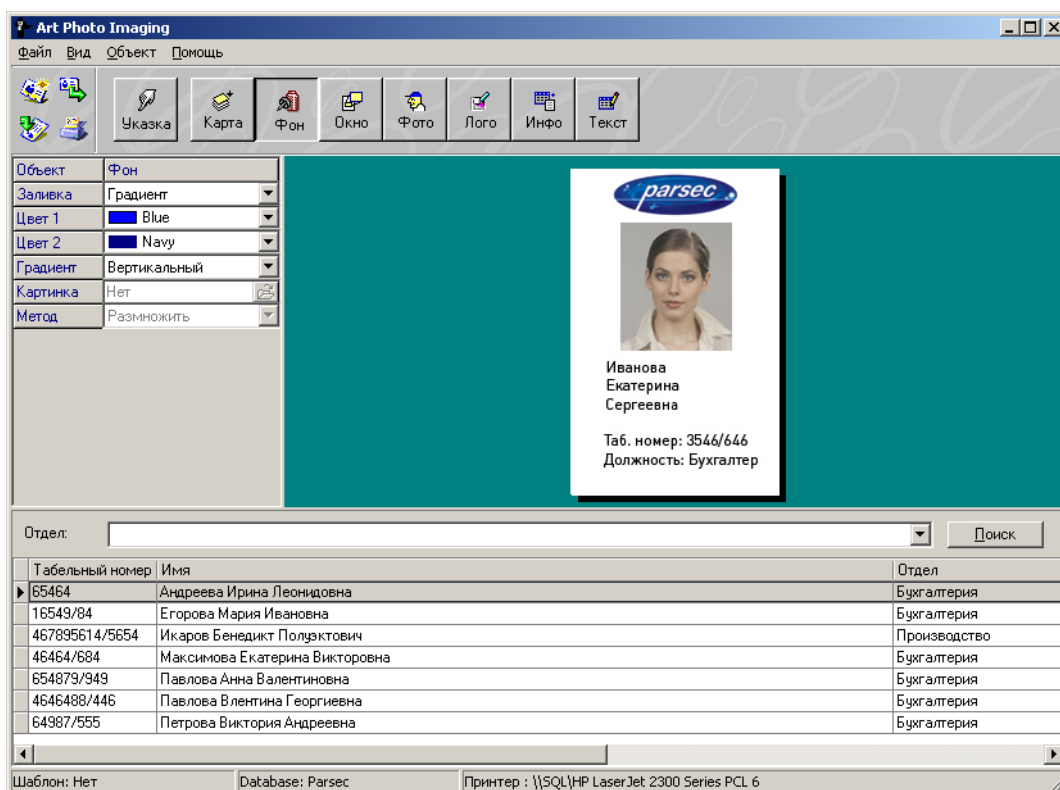 Art Photo Imaging
Файл Вид Объект Помощь
Указка Карта Фон Окно Фото Лого Инфо Текст
Объект Фон
Заливка Градиент
Цвет 1 Blue
Цвет 2 Navy
Градиент Вертикальный
Картинка Нет
Метод Размножить
parsec
Иванова
Екатерина
Сергеевна
Таб. номер: 3546/646
Должность: Бухгалтер
Отдел: Поиск
Табельный номер Имя Отдел
65464 Андреева Ирина Леонидовна Бухгалтерия
16549/84 Егорова Мария Ивановна Бухгалтерия
467895614/5654 Икаров Бенедикт Полуэктович Производство
46464/684 Максимова Екатерина Викторовна Бухгалтерия
654879/949 Павлова Анна Валентиновна Бухгалтерия
4646488/446 Павлова Влентина Георгиевна Бухгалтерия
64987/555 Петрова Виктория Андреевна Бухгалтерия
Шаблон: Нет Database: Parsec Принтер : \\SQL\HP LaserJet 2300 Series PCL 6